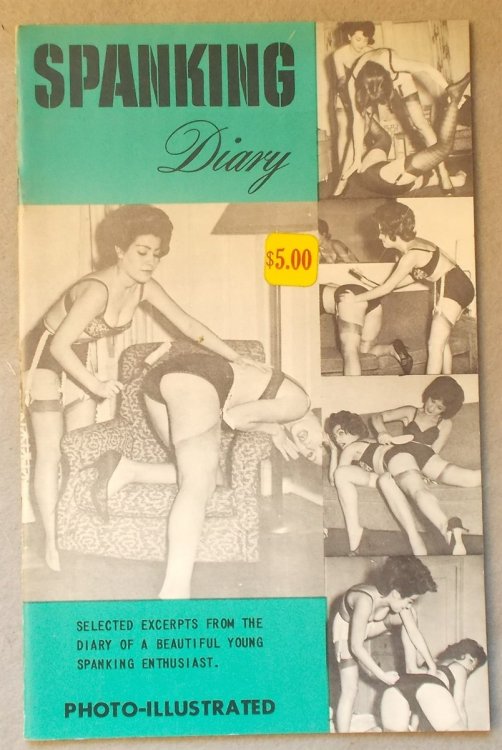 SPANKING
Diary
$5.00
SELECTED EXCERPTS FROM THE
DIARY OF A BEAUTIFUL YOUNG
SPANKING ENTHUSIAST.
PHOTO-ILLUSTRATED